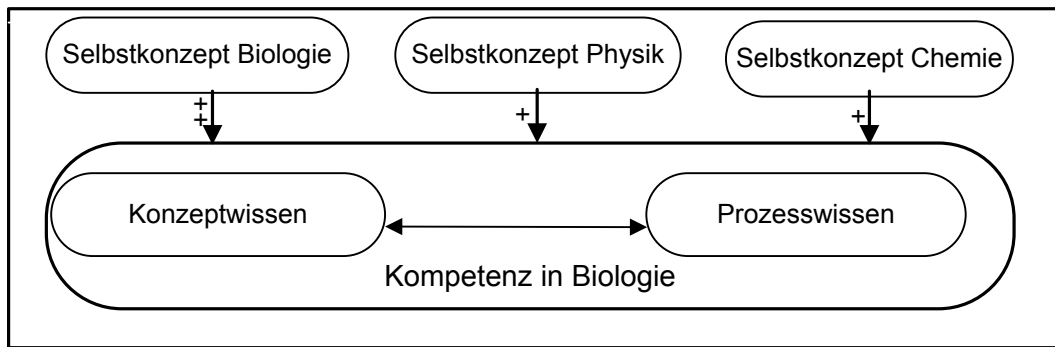 Selbstkonzept Biologie
Selbstkonzept Physik
Selbstkonzept Chemie
++
+
+
Konzeptwissen
Prozesswissen
Kompetenz in Biologie